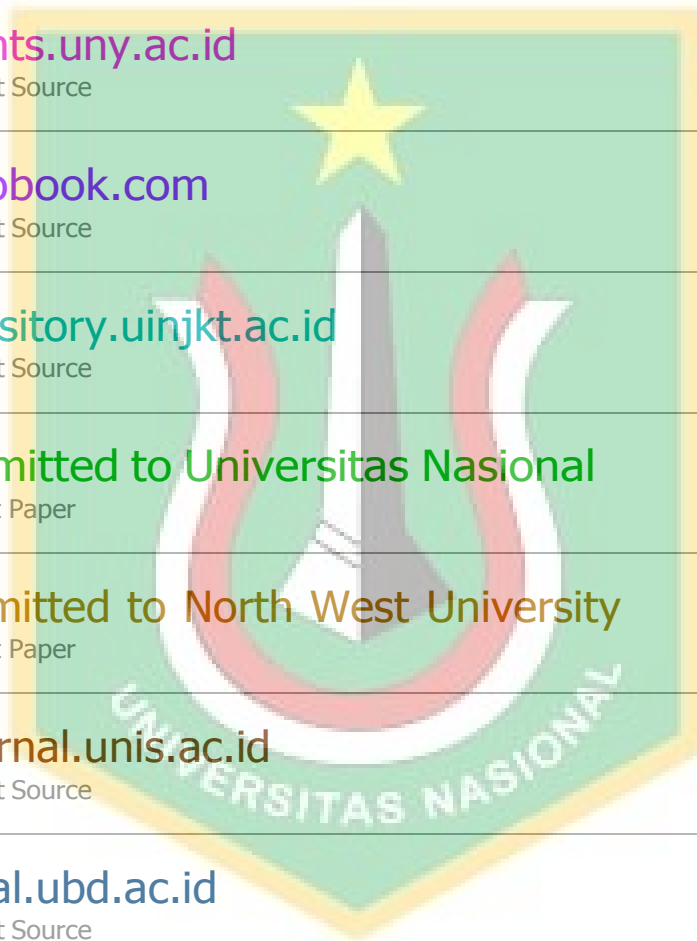 nts.uny.ac.id
t Source
obook.com
t Source
sitory.uinjkt.ac.id
t Source
mitted to Universitas Nasional
t Paper
mitted to North West University
t Paper
rnal.unis.ac.id
t Source
al.ubd.ac.id
t Source
UNIVERSITAS NASIONAL